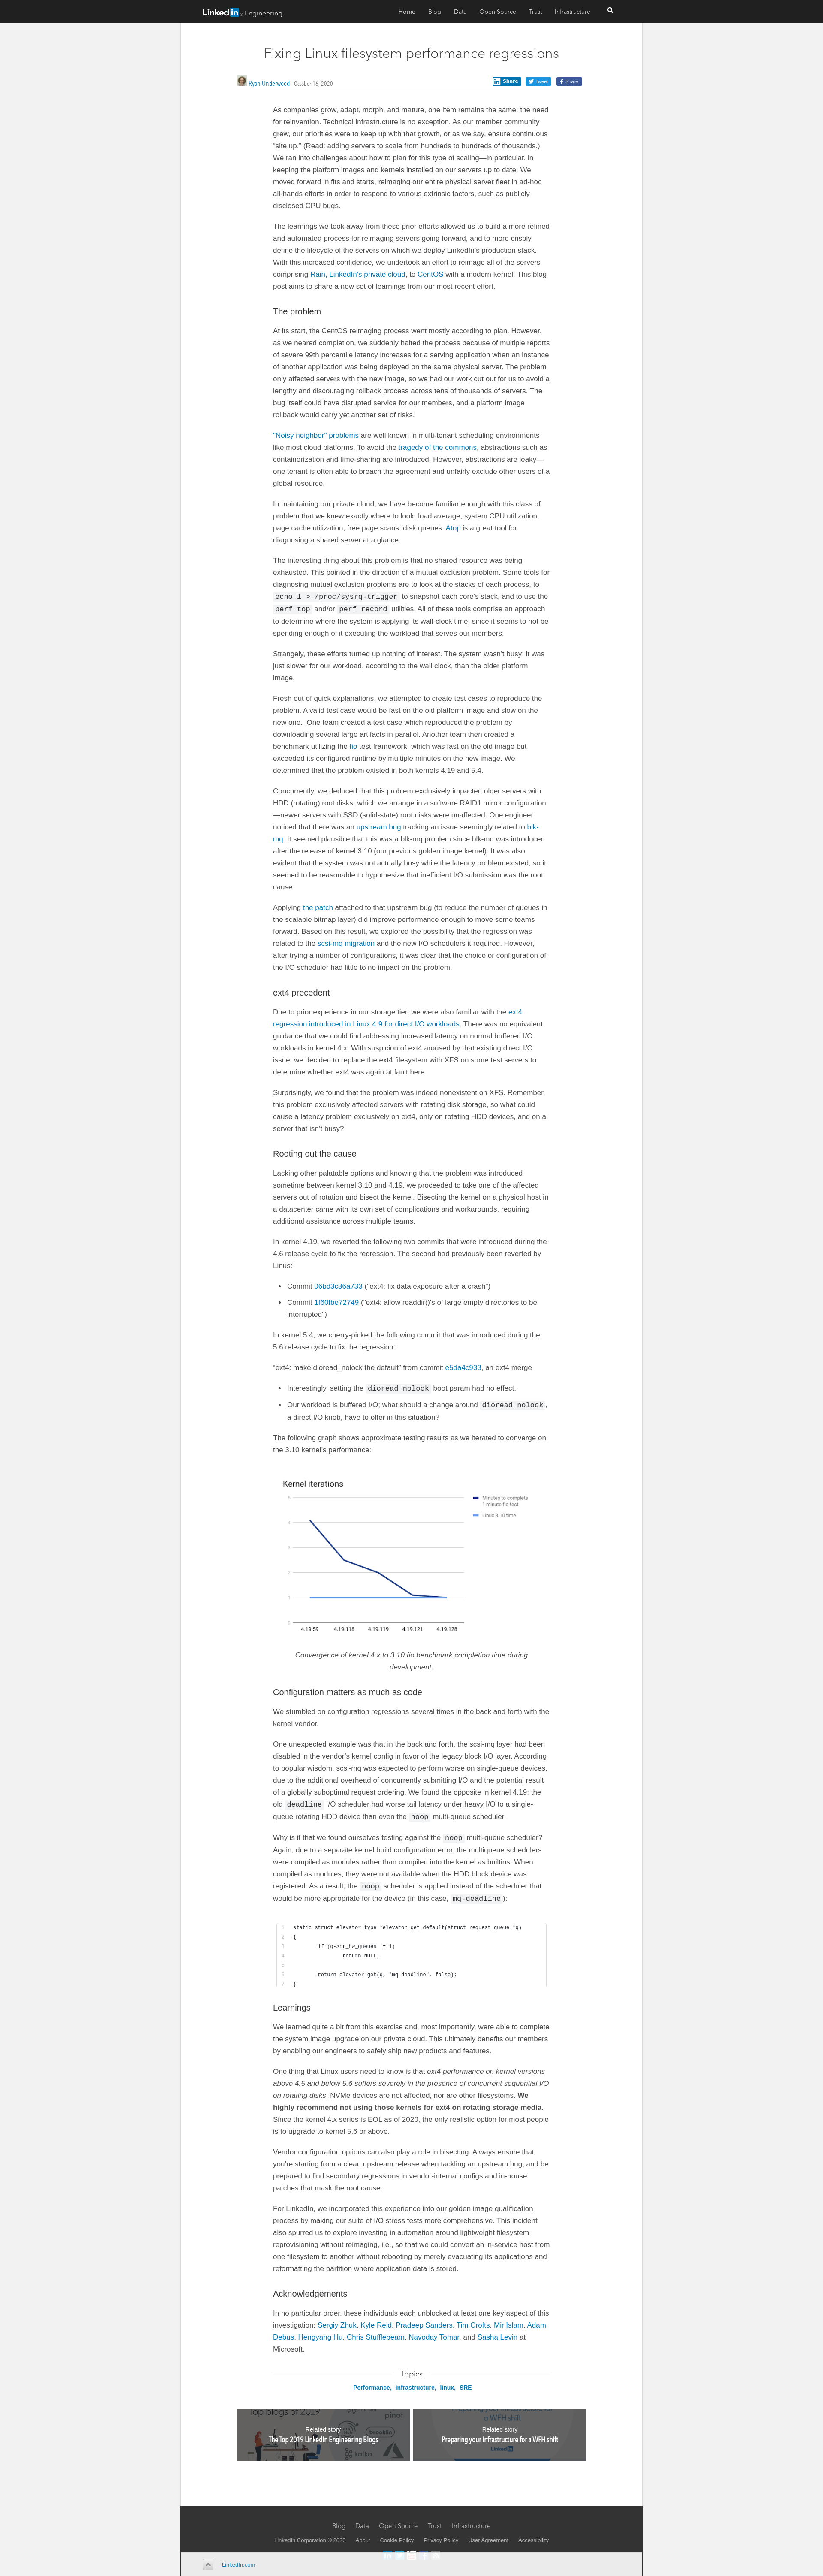 LinkedIn Engineering
Home Blog Data Open Source Trust Infrastructure
Fixing Linux filesystem performance regressions
Ryan Underwood October 16, 2020
Share Tweet Share
As companies grow, adapt, morph, and mature, one item remains the same: the need
for reinvention. Technical infrastructure is no exception. As our member community
grew, our priorities were to keep up with that growth, or as we say, ensure continuous
“site up.” (Read: adding servers to scale from hundreds to hundreds of thousands.)
We ran into challenges about how to plan for this type of scaling—in particular, in
keeping the platform images and kernels installed on our servers up to date. We
moved forward in fits and starts, reimaging our entire physical server fleet in ad-hoc
all-hands efforts in order to respond to various extrinsic factors, such as publicly
disclosed CPU bugs.
The learnings we took away from these prior efforts allowed us to build a more refined
and automated process for reimaging servers going forward, and to more crisply
define the lifecycle of the servers on which we deploy LinkedIn’s production stack.
With this increased confidence, we undertook an effort to reimage all of the servers
comprising Rain, LinkedIn’s private cloud, to CentOS with a modern kernel. This blog
post aims to share a new set of learnings from our most recent effort.
The problem
At its start, the CentOS reimaging process went mostly according to plan. However,
as we neared completion, we suddenly halted the process because of multiple reports
of severe 99th percentile latency increases for a serving application when an instance
of another application was being deployed on the same physical server. The problem
only affected servers with the new image, so we had our work cut out for us to avoid a
lengthy and discouraging rollback process across tens of thousands of servers. The
bug itself could have disrupted service for our members, and a platform image
rollback would carry yet another set of risks.
"Noisy neighbor" problems are well known in multi-tenant scheduling environments
like most cloud platforms. To avoid the tragedy of the commons, abstractions such as
containerization and time-sharing are introduced. However, abstractions are leaky—
one tenant is often able to breach the agreement and unfairly exclude other users of a
global resource.
In maintaining our private cloud, we have become familiar enough with this class of
problem that we knew exactly where to look: load average, system CPU utilization,
page cache utilization, free page scans, disk queues. Atop is a great tool for
diagnosing a shared server at a glance.
The interesting thing about this problem is that no shared resource was being
exhausted. This pointed in the direction of a mutual exclusion problem. Some tools for
diagnosing mutual exclusion problems are to look at the stacks of each process, to
echo l > /proc/sysrq-trigger to snapshot each core’s stack, and to use the
perf top and/or perf record utilities. All of these tools comprise an approach
to determine where the system is applying its wall-clock time, since it seems to not be
spending enough of it executing the workload that serves our members.
Strangely, these efforts turned up nothing of interest. The system wasn’t busy; it was
just slower for our workload, according to the wall clock, than the older platform
image.
Fresh out of quick explanations, we attempted to create test cases to reproduce the
problem. A valid test case would be fast on the old platform image and slow on the
new one.  One team created a test case which reproduced the problem by
downloading several large artifacts in parallel. Another team then created a
benchmark utilizing the fio test framework, which was fast on the old image but
exceeded its configured runtime by multiple minutes on the new image. We
determined that the problem existed in both kernels 4.19 and 5.4.
Concurrently, we deduced that this problem exclusively impacted older servers with
HDD (rotating) root disks, which we arrange in a software RAID1 mirror configuration
—newer servers with SSD (solid-state) root disks were unaffected. One engineer
noticed that there was an upstream bug tracking an issue seemingly related to blk-
mq. It seemed plausible that this was a blk-mq problem since blk-mq was introduced
after the release of kernel 3.10 (our previous golden image kernel). It was also
evident that the system was not actually busy while the latency problem existed, so it
seemed to be reasonable to hypothesize that inefficient I/O submission was the root
cause.
Applying the patch attached to that upstream bug (to reduce the number of queues in
the scalable bitmap layer) did improve performance enough to move some teams
forward. Based on this result, we explored the possibility that the regression was
related to the scsi-mq migration and the new I/O schedulers it required. However,
after trying a number of configurations, it was clear that the choice or configuration of
the I/O scheduler had little to no impact on the problem.
ext4 precedent
Due to prior experience in our storage tier, we were also familiar with the ext4
regression introduced in Linux 4.9 for direct I/O workloads. There was no equivalent
guidance that we could find addressing increased latency on normal buffered I/O
workloads in kernel 4.x. With suspicion of ext4 aroused by that existing direct I/O
issue, we decided to replace the ext4 filesystem with XFS on some test servers to
determine whether ext4 was again at fault here.
Surprisingly, we found that the problem was indeed nonexistent on XFS. Remember,
this problem exclusively affected servers with rotating disk storage, so what could
cause a latency problem exclusively on ext4, only on rotating HDD devices, and on a
server that isn’t busy?
Rooting out the cause
Lacking other palatable options and knowing that the problem was introduced
sometime between kernel 3.10 and 4.19, we proceeded to take one of the affected
servers out of rotation and bisect the kernel. Bisecting the kernel on a physical host in
a datacenter came with its own set of complications and workarounds, requiring
additional assistance across multiple teams.
In kernel 4.19, we reverted the following two commits that were introduced during the
4.6 release cycle to fix the regression. The second had previously been reverted by
Linus:
• Commit 06bd3c36a733 ("ext4: fix data exposure after a crash")
• Commit 1f60fbe72749 ("ext4: allow readdir()'s of large empty directories to be
interrupted")
In kernel 5.4, we cherry-picked the following commit that was introduced during the
5.6 release cycle to fix the regression:
“ext4: make dioread_nolock the default” from commit e5da4c933, an ext4 merge
• Interestingly, setting the dioread_nolock boot param had no effect.
• Our workload is buffered I/O; what should a change around dioread_nolock,
a direct I/O knob, have to offer in this situation?
The following graph shows approximate testing results as we iterated to converge on
the 3.10 kernel’s performance:
Kernel iterations
Minutes to complete
1 minute fio test
Linux 3.10 time
5
4
3
2
1
0
4.19.59 4.19.118 4.19.119 4.19.121 4.19.128
Convergence of kernel 4.x to 3.10 fio benchmark completion time during
development.
Configuration matters as much as code
We stumbled on configuration regressions several times in the back and forth with the
kernel vendor.
One unexpected example was that in the back and forth, the scsi-mq layer had been
disabled in the vendor’s kernel config in favor of the legacy block I/O layer. According
to popular wisdom, scsi-mq was expected to perform worse on single-queue devices,
due to the additional overhead of concurrently submitting I/O and the potential result
of a globally suboptimal request ordering. We found the opposite in kernel 4.19: the
old deadline I/O scheduler had worse tail latency under heavy I/O to a single-
queue rotating HDD device than even the noop multi-queue scheduler.
Why is it that we found ourselves testing against the noop multi-queue scheduler?
Again, due to a separate kernel build configuration error, the multiqueue schedulers
were compiled as modules rather than compiled into the kernel as builtins. When
compiled as modules, they were not available when the HDD block device was
registered. As a result, the noop scheduler is applied instead of the scheduler that
would be more appropriate for the device (in this case, mq-deadline):
1 static struct elevator_type *elevator_get_default(struct request_queue *q)
2 {
3 if (q->nr_hw_queues != 1)
4 return NULL;
5
6 return elevator_get(q, "mq-deadline", false);
7 }
Learnings
We learned quite a bit from this exercise and, most importantly, were able to complete
the system image upgrade on our private cloud. This ultimately benefits our members
by enabling our engineers to safely ship new products and features.
One thing that Linux users need to know is that ext4 performance on kernel versions
above 4.5 and below 5.6 suffers severely in the presence of concurrent sequential I/O
on rotating disks. NVMe devices are not affected, nor are other filesystems. We
highly recommend not using those kernels for ext4 on rotating storage media.
Since the kernel 4.x series is EOL as of 2020, the only realistic option for most people
is to upgrade to kernel 5.6 or above.
Vendor configuration options can also play a role in bisecting. Always ensure that
you’re starting from a clean upstream release when tackling an upstream bug, and be
prepared to find secondary regressions in vendor-internal configs and in-house
patches that mask the root cause.
For LinkedIn, we incorporated this experience into our golden image qualification
process by making our suite of I/O stress tests more comprehensive. This incident
also spurred us to explore investing in automation around lightweight filesystem
reprovisioning without reimaging, i.e., so that we could convert an in-service host from
one filesystem to another without rebooting by merely evacuating its applications and
reformatting the partition where application data is stored.
Acknowledgements
In no particular order, these individuals each unblocked at least one key aspect of this
investigation: Sergiy Zhuk, Kyle Reid, Pradeep Sanders, Tim Crofts, Mir Islam, Adam
Debus, Hengyang Hu, Chris Stufflebeam, Navoday Tomar, and Sasha Levin at
Microsoft.
Topics
Performance, infrastructure, linux, SRE
Related story
The Top 2019 LinkedIn Engineering Blogs
Related story
Preparing your infrastructure for a WFH shift
Blog Data Open Source Trust Infrastructure
LinkedIn Corporation © 2020 About Cookie Policy Privacy Policy User Agreement Accessibility
LinkedIn.com